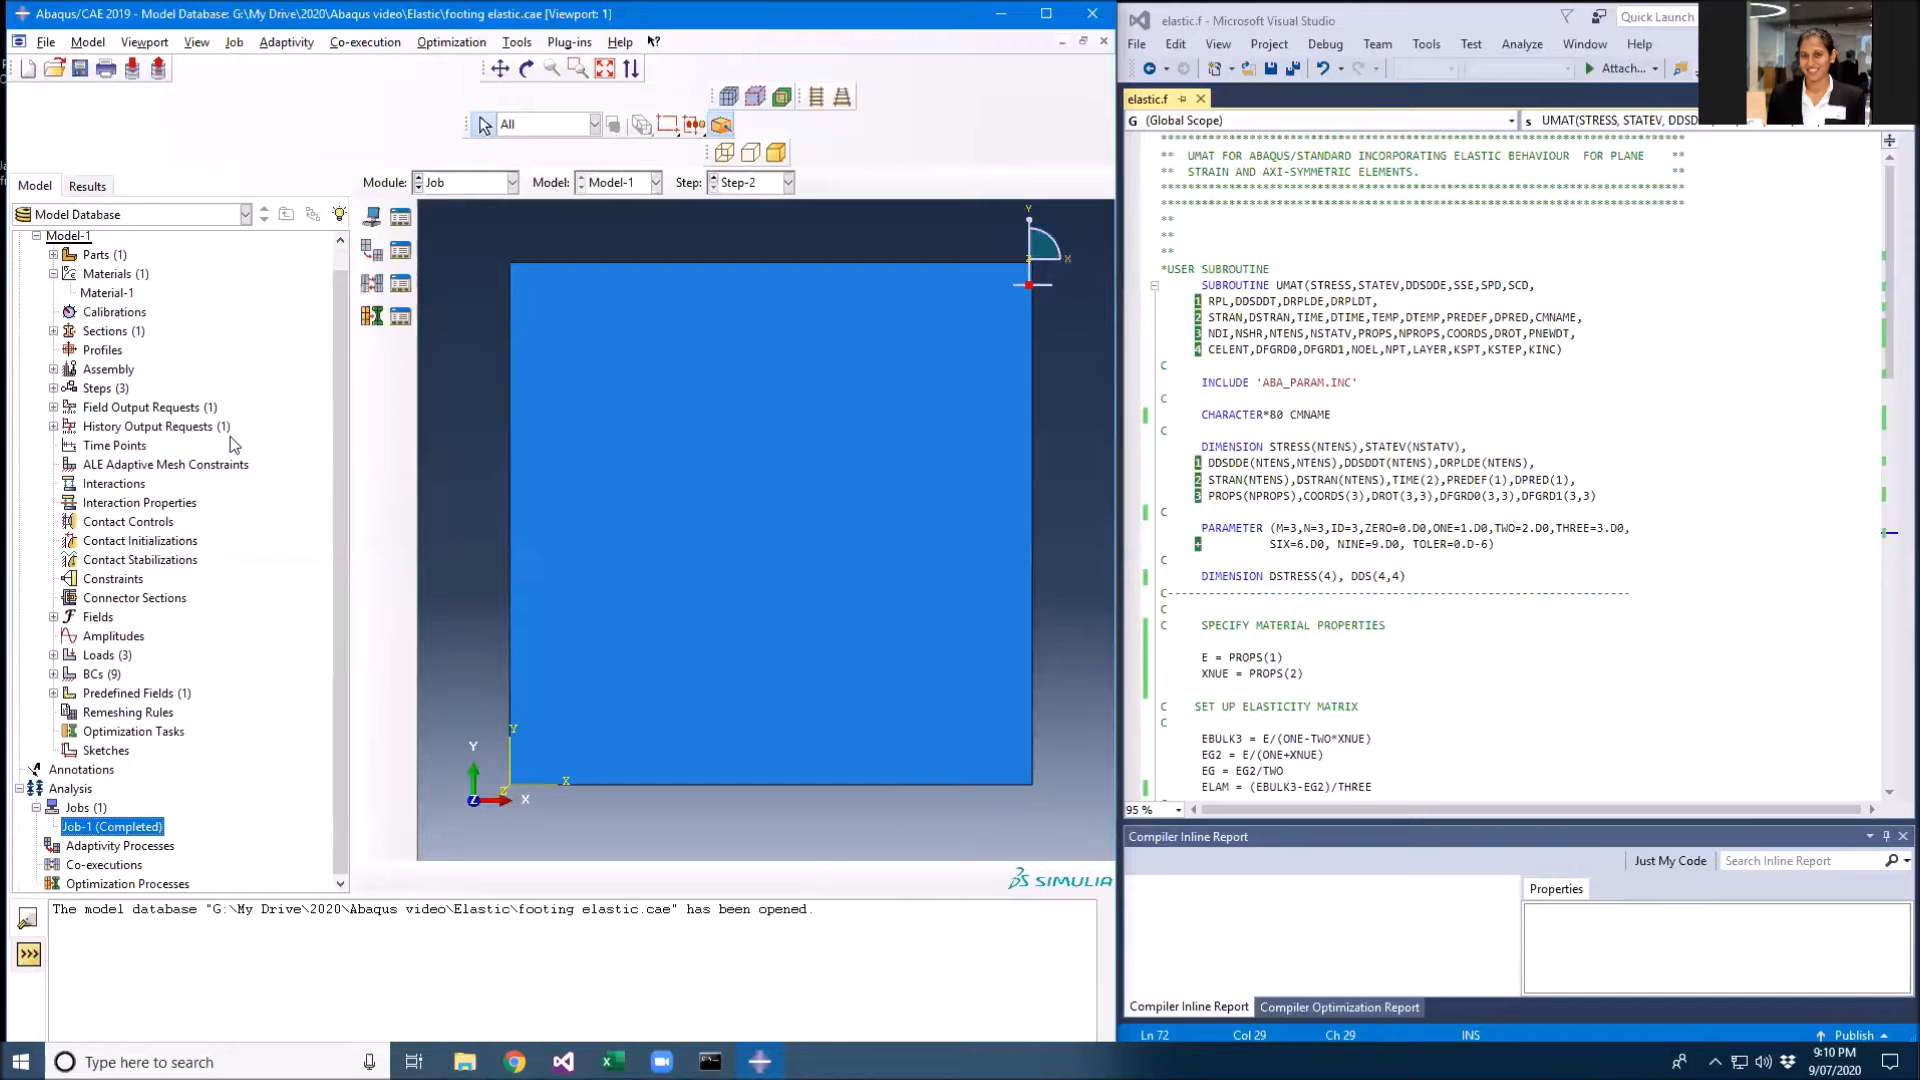 Abaqus/CAE 2019 - Model Database: G:\My Drive\2020\Abaqus video\Elastic\footing elastic.cae [Viewport: 1]
File Model Viewport View Job Adaptivity Co-execution Optimization Tools Plug-ins Help
All
Model Results
Module: Job Model: Model-1 Step: Step-2
Model Database
Model-1
Parts (1)
Materials (1)
Material-1
Calibrations
Sections (1)
Profiles
Assembly
Steps (3)
Field Output Requests (1)
History Output Requests (1)
Time Points
ALE Adaptive Mesh Constraints
Interactions
Interaction Properties
Contact Controls
Contact Initializations
Contact Stabilizations
Constraints
Connector Sections
Fields
Amplitudes
Loads (3)
BCs (9)
Predefined Fields (1)
Remeshing Rules
Optimization Tasks
Sketches
Annotations
Analysis
Jobs (1)
Job-1 (Completed)
Adaptivity Processes
Co-executions
Optimization Processes
Y
X
Y
X
Y
Z
X
SIMULIA
The model database "G:\My Drive\2020\Abaqus video\Elastic\footing elastic.cae" has been opened.
elastic.f - Microsoft Visual Studio
Quick Launch
File Edit View Project Debug Team Tools Test Analyze Window Help
Attach...
elastic.f
(Global Scope)
UMAT(STRESS, STATEV, DDSD
*****************************************************************************
** UMAT FOR ABAQUS/STANDARD INCORPORATING ELASTIC BEHAVIOUR FOR PLANE **
** STRAIN AND AXI-SYMMETRIC ELEMENTS. **
*****************************************************************************
*****************************************************************************
**
**
**
*USER SUBROUTINE
SUBROUTINE UMAT(STRESS,STATEV,DDSDDE,SSE,SPD,SCD,
1 RPL,DDSDDT,DRPLDE,DRPLDT,
2 STRAN,DSTRAN,TIME,DTIME,TEMP,DTEMP,PREDEF,DPRED,CMNAME,
3 NDI,NSHR,NTENS,NSTATV,PROPS,NPROPS,COORDS,DROT,PNEWDT,
4 CELENT,DFGRD0,DFGRD1,NOEL,NPT,LAYER,KSPT,KSTEP,KINC)
C
INCLUDE 'ABA_PARAM.INC'
C
CHARACTER*80 CMNAME
C
DIMENSION STRESS(NTENS),STATEV(NSTATV),
1 DDSDDE(NTENS,NTENS),DDSDDT(NTENS),DRPLDE(NTENS),
2 STRAN(NTENS),DSTRAN(NTENS),TIME(2),PREDEF(1),DPRED(1),
3 PROPS(NPROPS),COORDS(3),DROT(3,3),DFGRD0(3,3),DFGRD1(3,3)
C
PARAMETER (M=3,N=3,ID=3,ZERO=0.D0,ONE=1.D0,TWO=2.D0,THREE=3.D0,
+ SIX=6.D0, NINE=9.D0, TOLER=0.D-6)
C
DIMENSION DSTRESS(4), DDS(4,4)
C--------------------------------------------------------------------
C
C SPECIFY MATERIAL PROPERTIES
E = PROPS(1)
XNUE = PROPS(2)
C SET UP ELASTICITY MATRIX
C
EBULK3 = E/(ONE-TWO*XNUE)
EG2 = E/(ONE+XNUE)
EG = EG2/TWO
ELAM = (EBULK3-EG2)/THREE
95 %
Compiler Inline Report
Just My Code Search Inline Report
Properties
Compiler Inline Report Compiler Optimization Report
Ln 72 Col 29 Ch 29 INS Publish
Type here to search
9:10 PM
9/07/2020